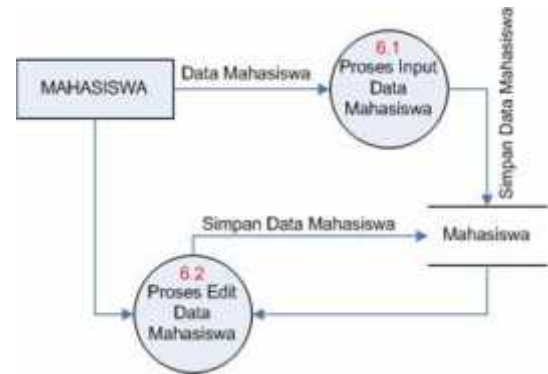 MAHASISWA
Data Mahasiswa
6.1
Proses Input
Data
Mahasiswa
Simpan Data Mahasiswa
Simpan Data Mahasiswa
Mahasiswa
6.2
Proses Edit
Data
Mahasiswa